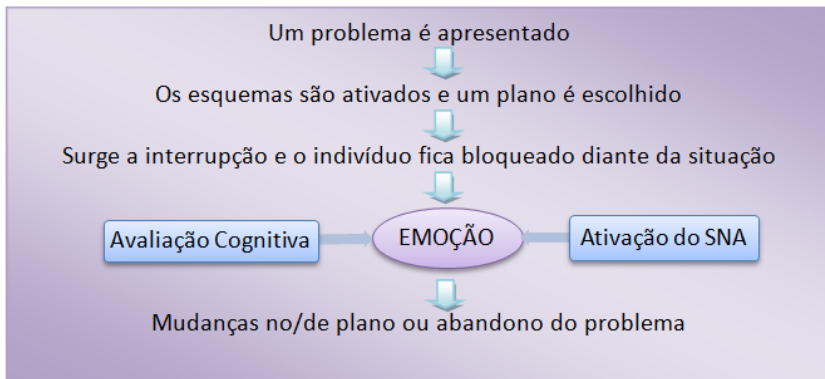 Um problema é apresentado
Os esquemas são ativados e um plano é escolhido
Surge a interrupção e o indivíduo fica bloqueado diante da situação
Avaliação Cognitiva
EMOÇÃO
Ativação do SNA
Mudanças no/de plano ou abandono do problema